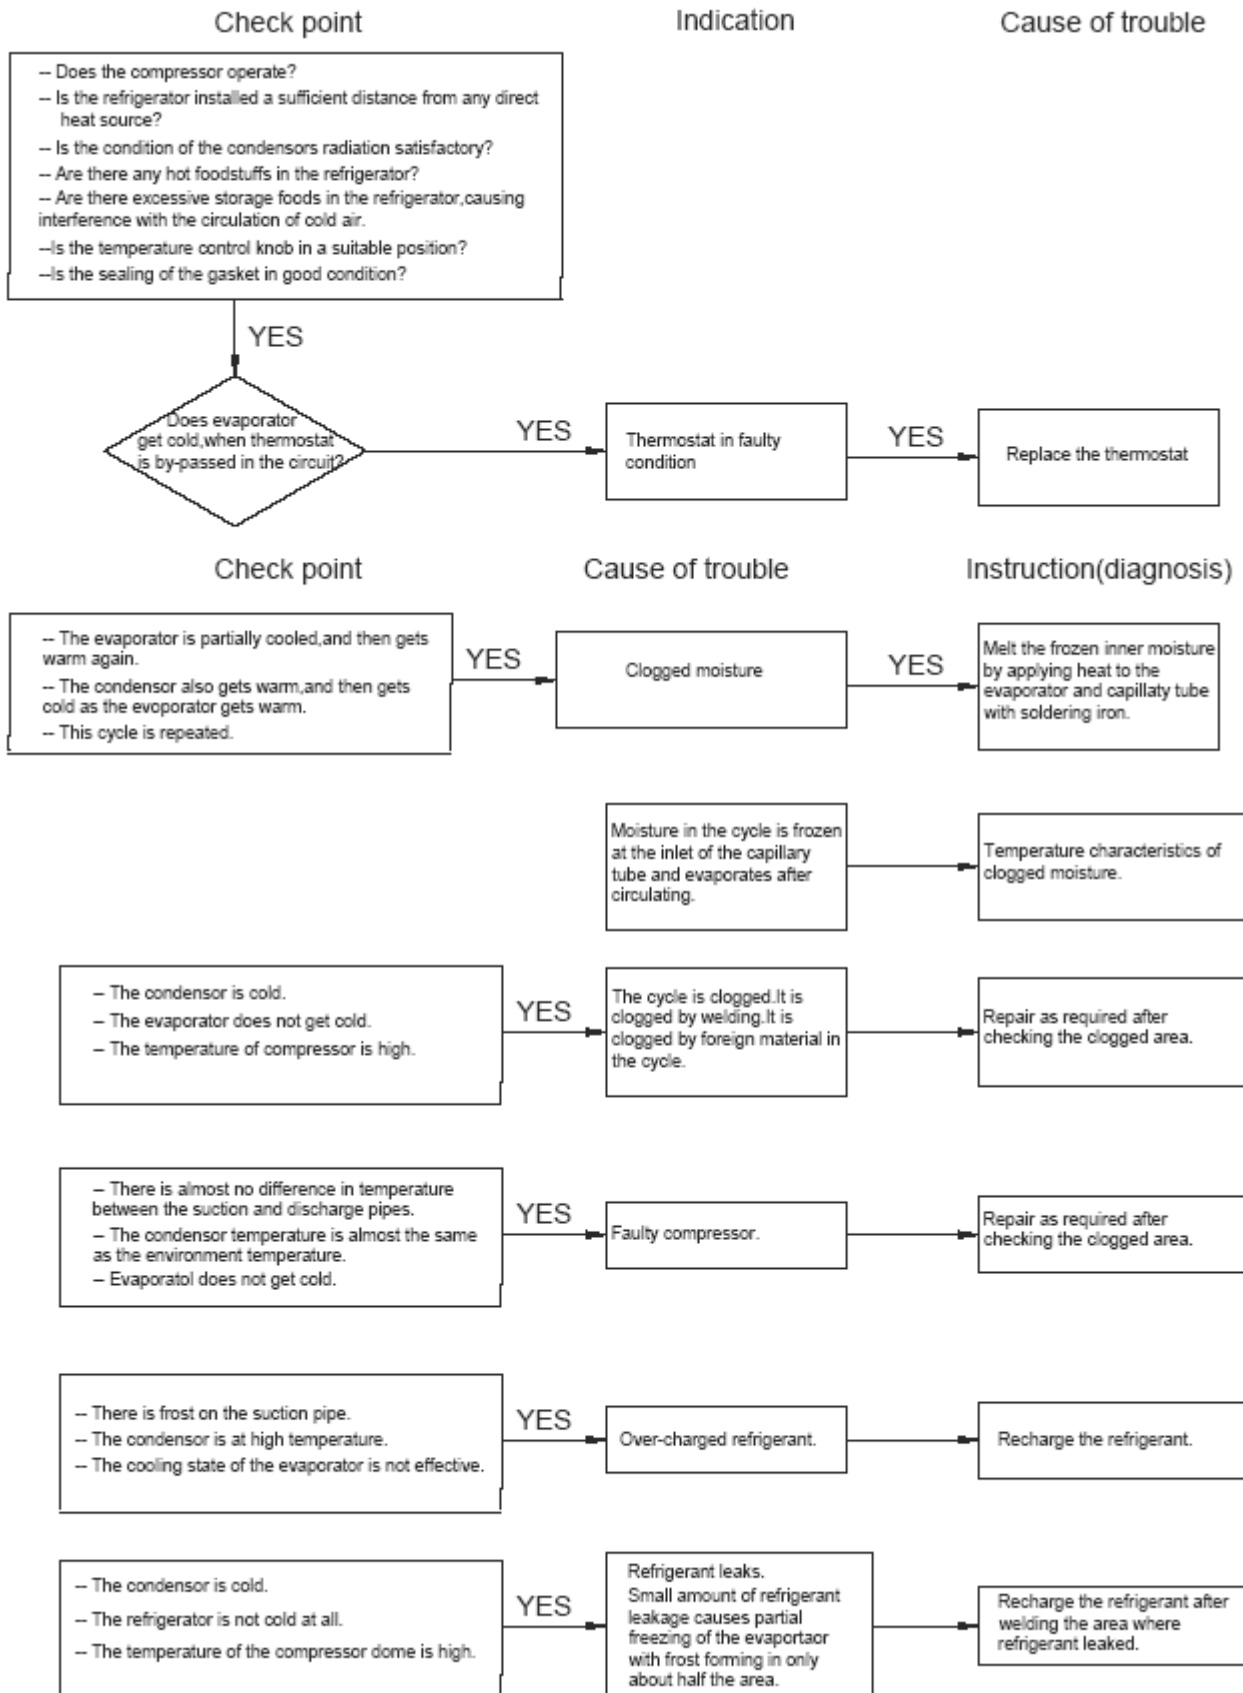 Check point
Indication
Cause of trouble
-- Does the compressor operate?
-- Is the refrigerator installed a sufficient distance from any direct
heat source?
-- Is the condition of the condensors radiation satisfactory?
-- Are there any hot foodstuffs in the refrigerator?
-- Are there excessive storage foods in the refrigerator,causing
interference with the circulation of cold air.
--Is the temperature control knob in a suitable position?
--Is the sealing of the gasket in good condition?
YES
Does evaporator
get cold,when thermostat
is by-passed in the circuit?
YES
Thermostat in faulty
condition
YES
Replace the thermostat
Check point
Cause of trouble
Instruction(diagnosis)
-- The evaporator is partially cooled,and then gets
warm again.
-- The condensor also gets warm,and then gets
cold as the evoporator gets warm.
-- This cycle is repeated.
YES
Clogged moisture
YES
Melt the frozen inner moisture
by applying heat to the
evaporator and capillaty tube
with soldering iron.
Moisture in the cycle is frozen
at the inlet of the capillary
tube and evaporates after
circulating.
Temperature characteristics of
clogged moisture.
-- The condensor is cold.
-- The evaporator does not get cold.
-- The temperature of compressor is high.
YES
The cycle is clogged.It is
clogged by welding.It is
clogged by foreign material in
the cycle.
Repair as required after
checking the clogged area.
-- There is almost no difference in temperature
between the suction and discharge pipes.
-- The condensor temperature is almost the same
as the environment temperature.
-- Evaporatol does not get cold.
YES
Faulty compressor.
Repair as required after
checking the clogged area.
-- There is frost on the suction pipe.
-- The condensor is at high temperature.
-- The cooling state of the evaporator is not effective.
YES
Over-charged refrigerant.
Recharge the refrigerant.
-- The condensor is cold.
-- The refrigerator is not cold at all.
-- The temperature of the compressor dome is high.
YES
Refrigerant leaks.
Small amount of refrigerant
leakage causes partial
freezing of the evaportaor
with frost forming in only
about half the area.
Recharge the refrigerant after
welding the area where
refrigerant leaked.